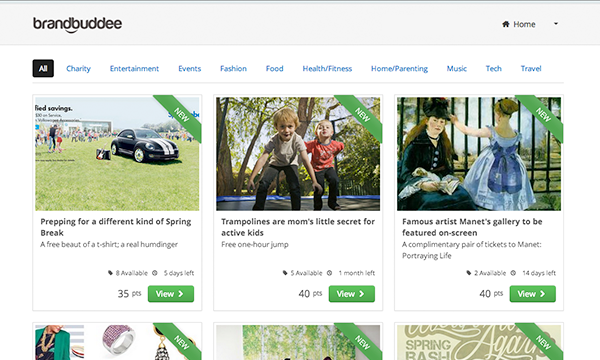 brandbuddee
Home
All Charity Entertainment Events Fashion Food Health/Fitness Home/Parenting Music Tech Travel
fied savings.
NEW
NEW
NEW
Prepping for a different kind of Spring
Break
A free beaut of a t-shirt; a real humdinger
8 Available 5 days left
35 pts View
Trampolines are mom's little secret for
active kids
Free one-hour jump
5 Available 1 month left
40 pts View
Famous artist Manet's gallery to be
featured on-screen
A complimentary pair of tickets to Manet:
Portraying Life
2 Available 14 days left
40 pts View
NEW
NEW
NEW
Again
SPRING
BASH